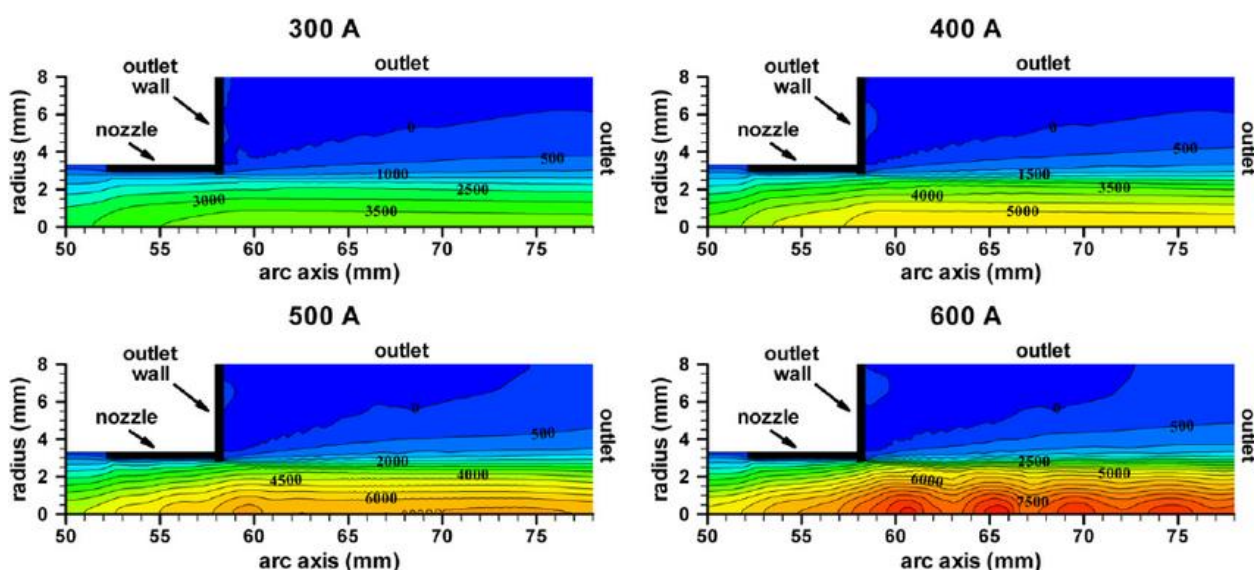 300 A
outlet
outlet
wall
nozzle
radius (mm)
8
6
4
2
0
0
500
1000
2500
3000
3500
outlet
50 55 60 65 70 75
arc axis (mm)
400 A
outlet
outlet
wall
nozzle
radius (mm)
8
6
4
2
0
0
500
1500
3500
4000
5000
outlet
50 55 60 65 70 75
arc axis (mm)
500 A
outlet
outlet
wall
nozzle
radius (mm)
8
6
4
2
0
0
500
2000
4000
4500
6000
outlet
50 55 60 65 70 75
arc axis (mm)
600 A
outlet
outlet
wall
nozzle
radius (mm)
8
6
4
2
0
0
500
2500
5000
6000
7500
outlet
50 55 60 65 70 75
arc axis (mm)